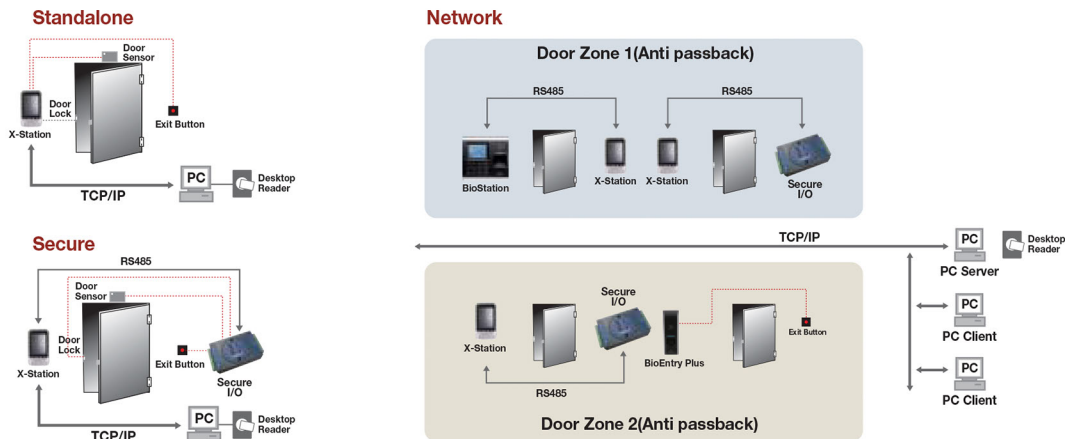 Standalone
Door
Sensor
Door
Lock
X-Station
Exit Button
TCP/IP
PC
Desktop
Reader
Secure
RS485
Door
Sensor
Door
Lock
X-Station
Exit Button
Secure
I/O
TCP/IP
PC
Desktop
Reader
Network
Door Zone 1(Anti passback)
RS485
RS485
BioStation
X-Station
X-Station
Secure
I/O
TCP/IP
PC
Desktop
Reader
PC Server
PC
PC Client
PC
PC Client
Secure
I/O
X-Station
BioEntry Plus
Exit Button
RS485
Door Zone 2(Anti passback)